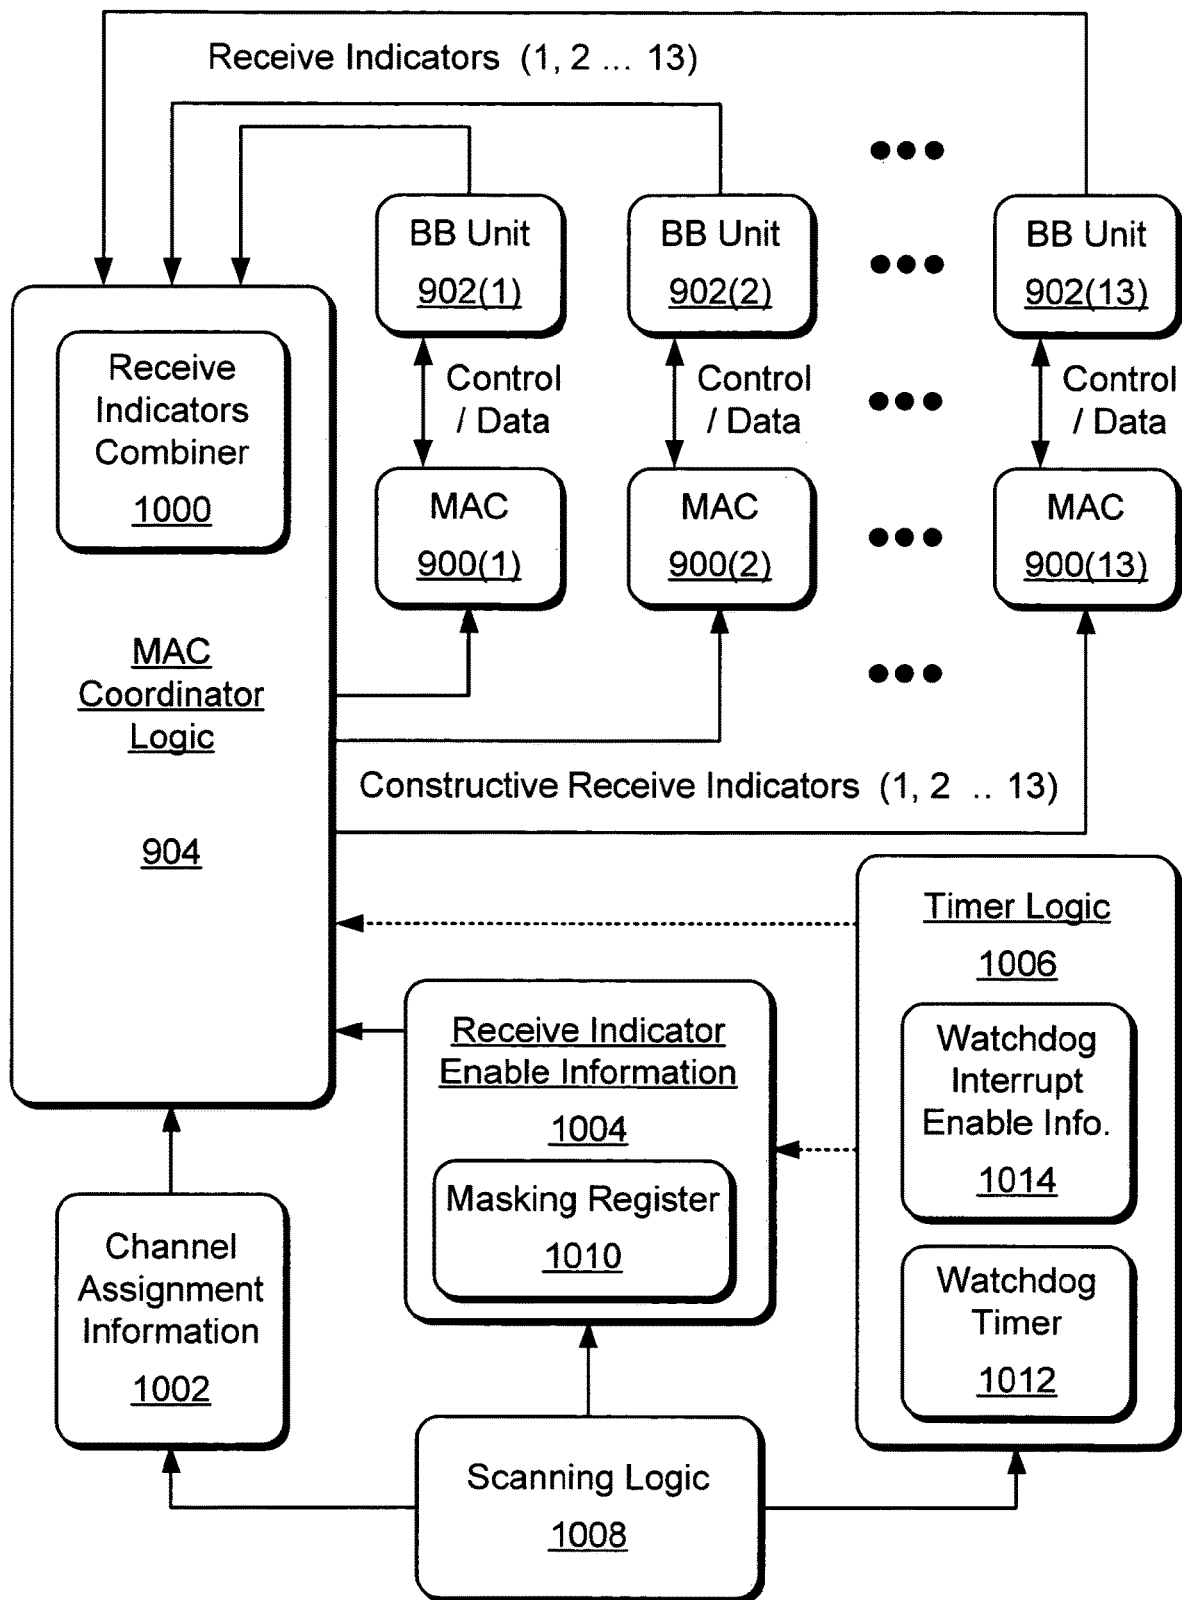 Receive Indicators (1, 2 ... 13)
BB Unit
902(1)
BB Unit
902(2)
BB Unit
902(13)
Receive
Indicators
Combiner
1000
Control
/ Data
Control
/ Data
Control
/ Data
MAC
900(1)
MAC
900(2)
MAC
900(13)
MAC
Coordinator
Logic
904
Constructive Receive Indicators (1, 2 .. 13)
Timer Logic
1006
Watchdog
Interrupt
Enable Info.
1014
Watchdog
Timer
1012
Receive Indicator
Enable Information
1004
Masking Register
1010
Channel
Assignment
Information
1002
Scanning Logic
1008